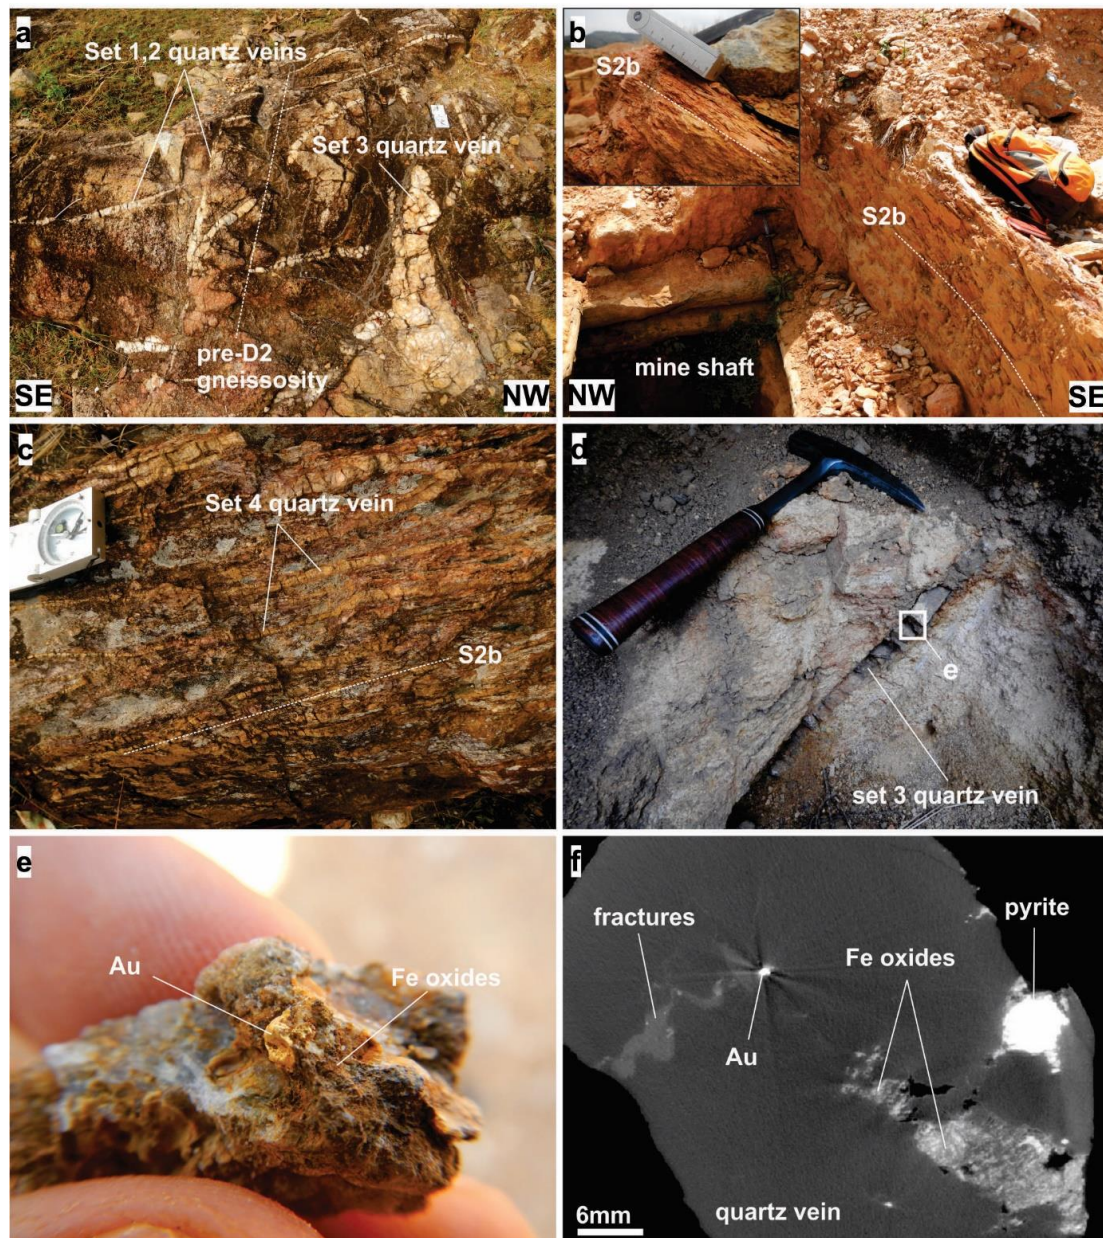 a
Set 1,2 quartz veins
Set 3 quartz vein
pre-D2
gneissosity
SE
NW
b
S2b
S2b
mine shaft
NW
SE
c
Set 4 quartz vein
S2b
d
e
set 3 quartz vein
e
Au
Fe oxides
f
fractures
pyrite
Fe oxides
Au
quartz vein
6mm